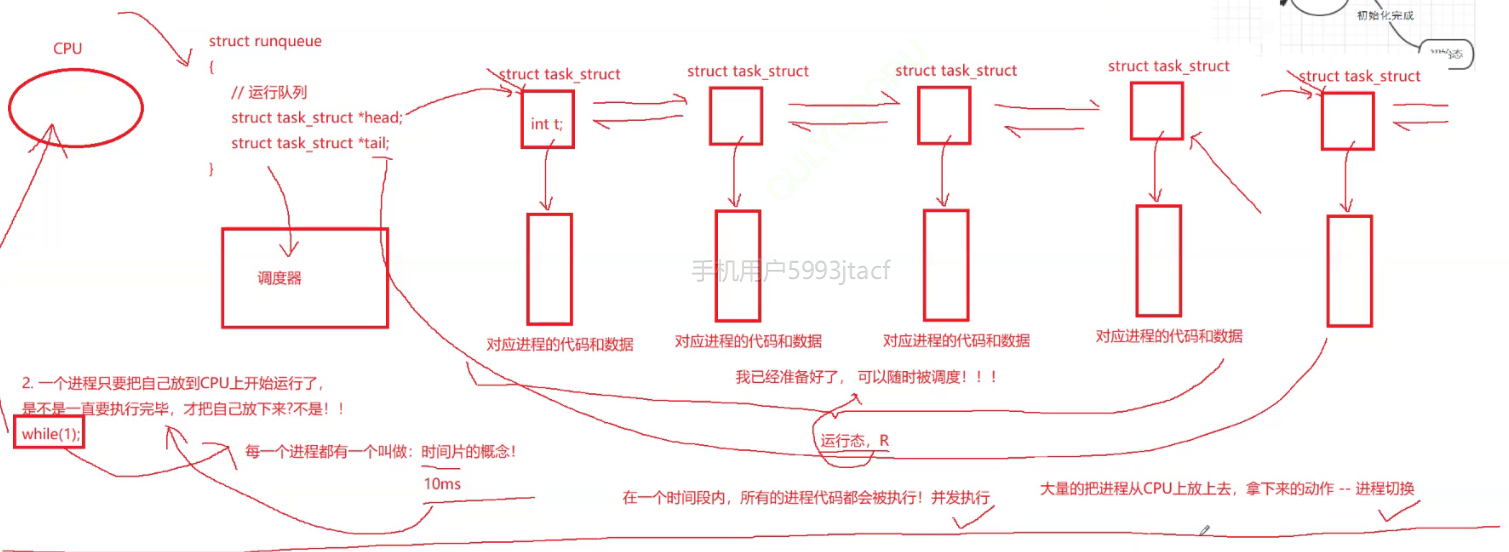 初始化完成
CPU
struct runqueue
{
// 运行队列
struct task_struct *head;
struct task_struct *tail;
}
struct task_struct
struct task_struct
struct task_struct
struct task_struct
struct task_struct
int t;
调度器
手机用户5993jtacf
对应进程的代码和数据
对应进程的代码和数据
对应进程的代码和数据
对应进程的代码和数据
我已经准备好了，可以随时被调度！！！
运行态，R
2. 一个进程只要把自己放到CPU上开始运行了，
是不是一直要执行完毕，才把自己放下来?不是！！
while(1);
每一个进程都有一个叫做：时间片的概念！
10ms
在一个时间段内，所有的进程代码都会被执行！并发执行
大量的把进程从CPU上放上去，拿下来的动作 -- 进程切换